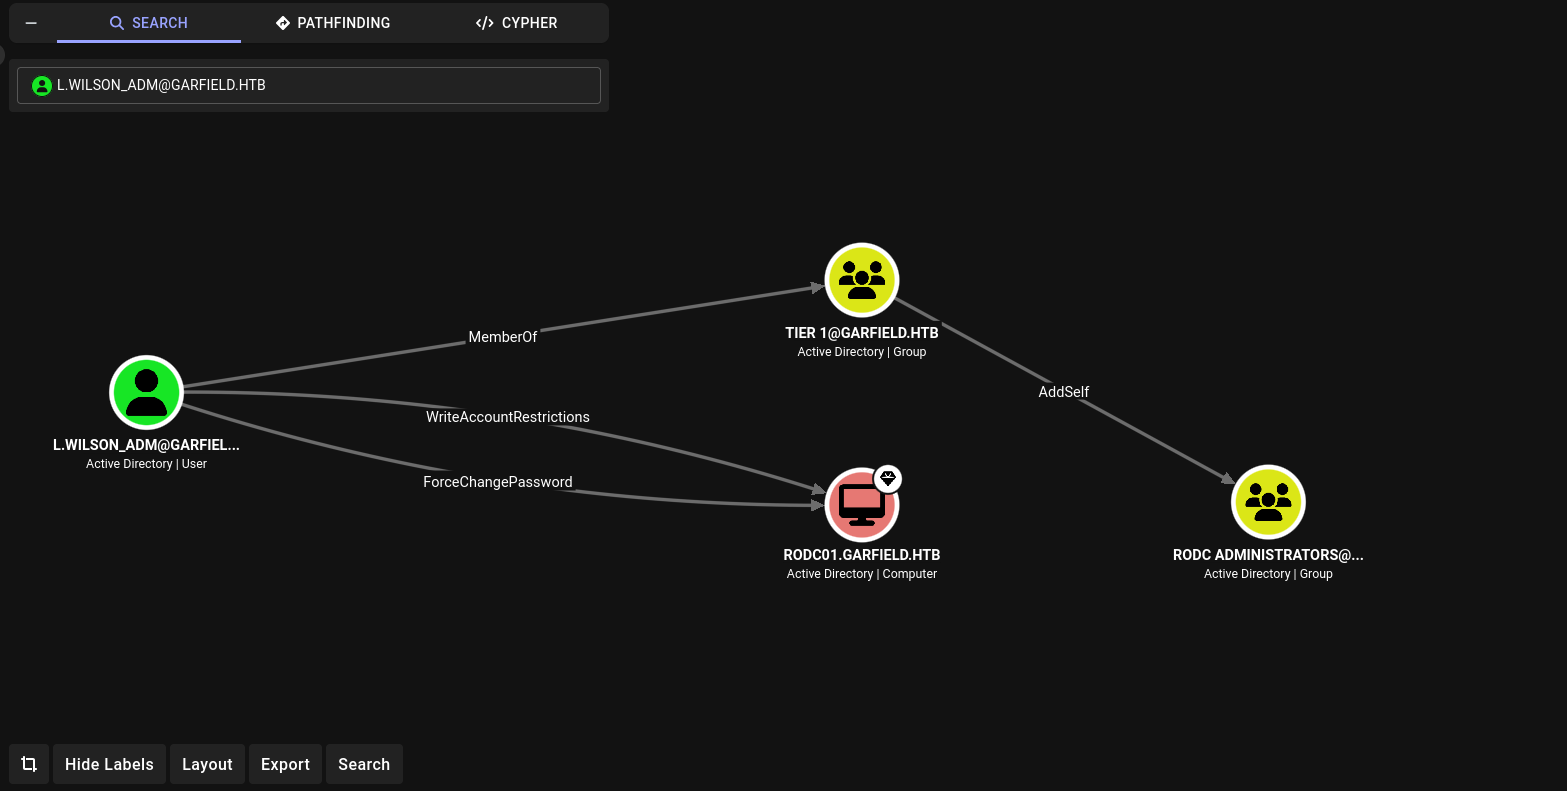 SEARCH
PATHFINDING
CYPHER
L.WILSON_ADM@GARFIELD.HTB
TIER 1@GARFIELD.HTB
Active Directory | Group
MemberOf
AddSelf
WriteAccountRestrictions
L.WILSON_ADM@GARFIEL...
Active Directory | User
ForceChangePassword
RODC01.GARFIELD.HTB
Active Directory | Computer
RODC ADMINISTRATORS@...
Active Directory | Group
Hide Labels
Layout
Export
Search